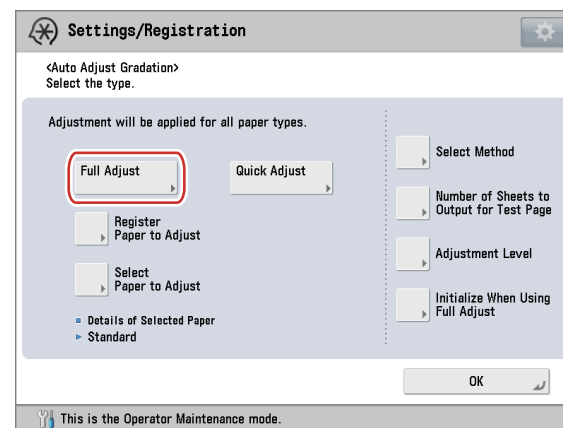 Settings/Registration
<Auto Adjust Gradation>
Select the type.
Adjustment will be applied for all paper types.
Full Adjust
Quick Adjust
Register
Paper to Adjust
Select
Paper to Adjust
Details of Selected Paper
Standard
Select Method
Number of Sheets to
Output for Test Page
Adjustment Level
Initialize When Using
Full Adjust
OK
This is the Operator Maintenance mode.